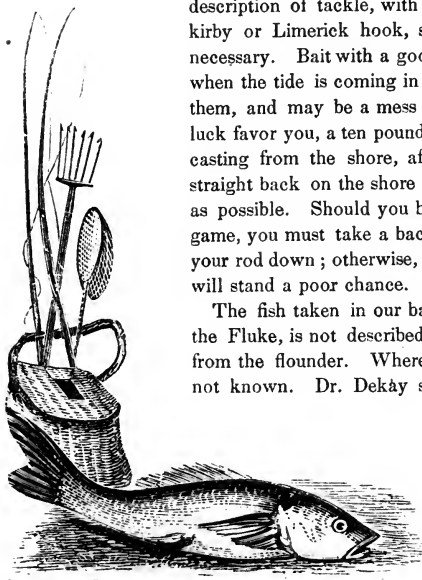 description of tackle, with
kirby or Limerick hook, s
necessary. Bait with a goo
when the tide is coming in
them, and may be a mess
luck favor you, a ten pound
casting from the shore, af
straight back on the shore
as possible. Should you b
game, you must take a bac
your rod down ; otherwise,
will stand a poor chance.
The fish taken in our ba
the Fluke, is not described
from the flounder. Where
not known. Dr. Dekay s